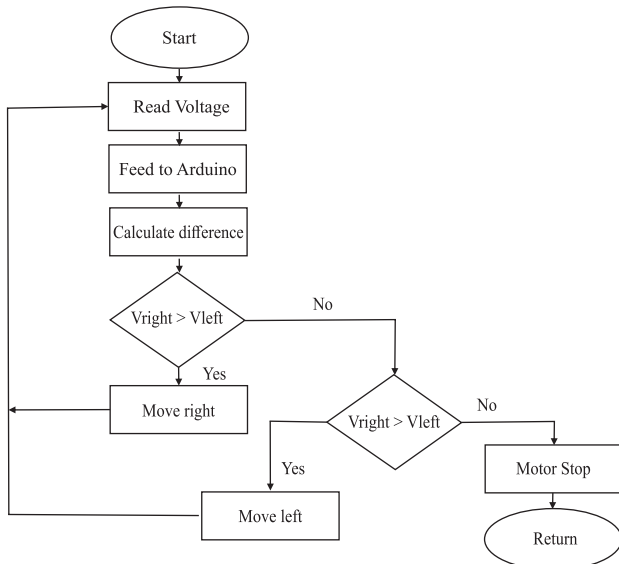 Start
Read Voltage
Feed to Arduino
Calculate difference
Vright > Vleft
No
Yes
Move right
Vright > Vleft
No
Yes
Motor Stop
Move left
Return